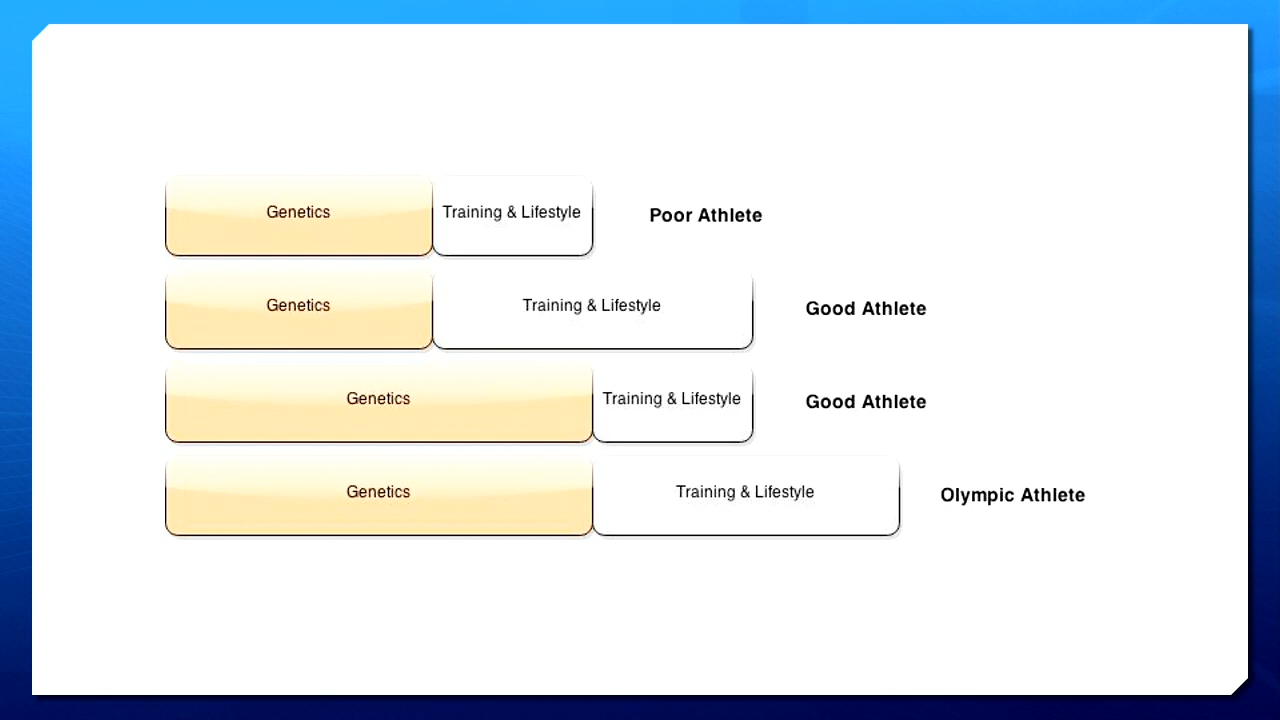 Genetics Training & Lifestyle Poor Athlete
Genetics Training & Lifestyle Good Athlete
Genetics Training & Lifestyle Good Athlete
Genetics Training & Lifestyle Olympic Athlete